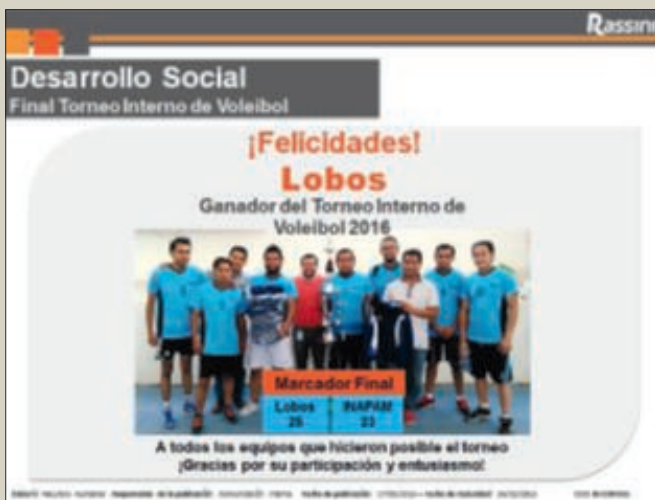 Rassini
Desarrollo Social
Final Torneo Interno de Voleibol
¡Felicidades!
Lobos
Ganador del Torneo Interno de
Voleibol 2016
Marcador Final
Lobos INAPAM
25 23
A todos los equipos que hicieron posible el torneo
¡Gracias por su participación y entusiasmo!